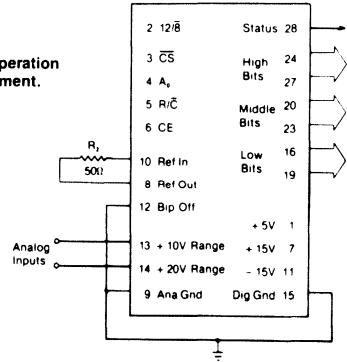 peration
ment.
2 12/8̅
Status 28
3 C̅S̅
High Bits 24
27
4 A₀
5 R/C̅
Middle Bits 20
23
6 CE
R₂
50Ω
10 Ref In
Low Bits 16
19
8 Ref Out
12 Bip Off
+ 5V 1
Analog Inputs
13 + 10V Range
+ 15V 7
14 + 20V Range
- 15V 11
9 Ana Gnd
Dig Gnd 15